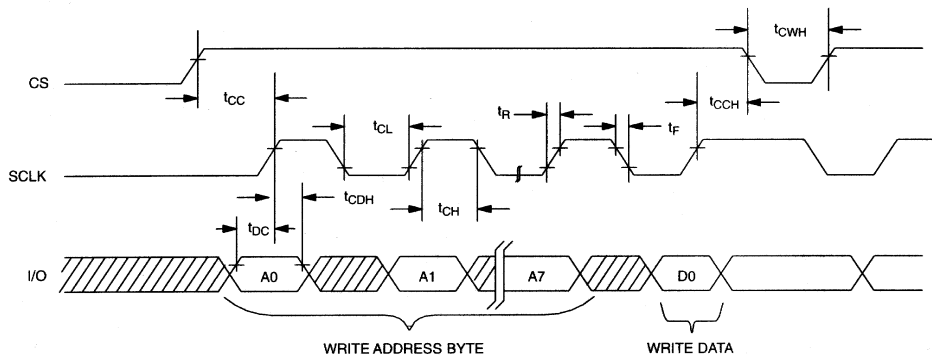 tCWH
CS
tCC
tCCH
tCL
tR
tF
SCLK
tCDH
tCH
tDC
I/O
A0
A1
A7
D0
WRITE ADDRESS BYTE
WRITE DATA